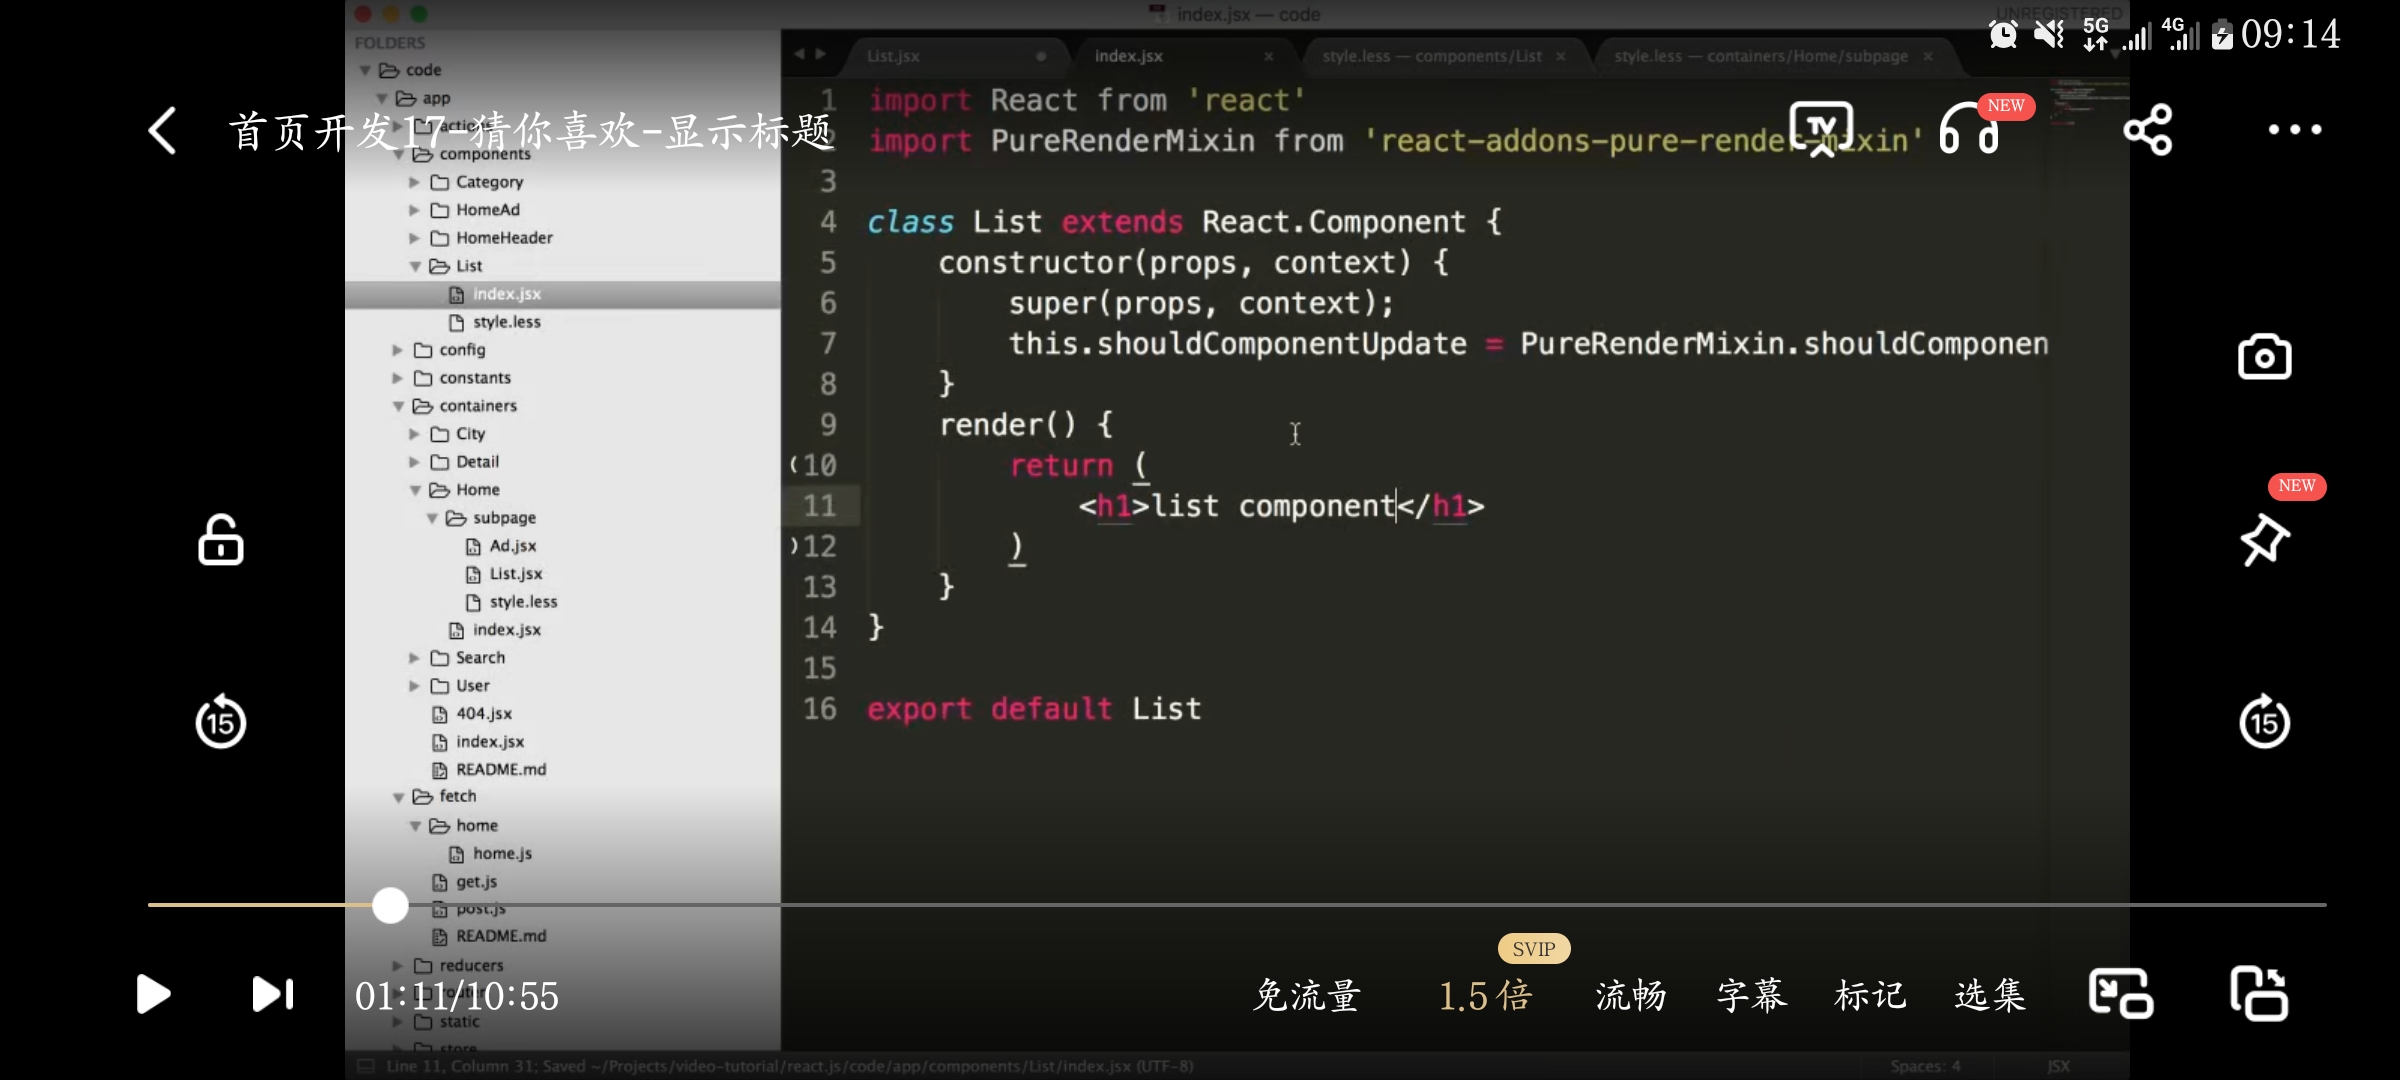 index.jsx — code
UNREGISTERED
5G
4G
09:14
FOLDERS
code
app
actions
components
Category
HomeAd
HomeHeader
List
index.jsx
style.less
config
constants
containers
City
Detail
Home
subpage
Ad.jsx
List.jsx
style.less
index.jsx
Search
User
404.jsx
index.jsx
README.md
fetch
home
home.js
get.js
post.js
README.md
reducers
router
static
store
首页开发17-猜你喜欢-显示标题
TV
NEW
List.jsx
index.jsx
style.less — components/List
style.less — containers/Home/subpage
1 import React from 'react'
2 import PureRenderMixin from 'react-addons-pure-render-mixin'
3
4 class List extends React.Component {
5 constructor(props, context) {
6 super(props, context);
7 this.shouldComponentUpdate = PureRenderMixin.shouldComponen
8 }
9 render() {
10 return (
11 <h1>list component</h1>
12 )
13 }
14 }
15
16 export default List
NEW
15
15
01:11/10:55
SVIP
免流量
1.5倍
流畅
字幕
标记
选集
Line 11, Column 31; Saved ~/Projects/video-tutorial/react.js/code/app/components/List/index.jsx (UTF-8)
Spaces: 4
JSX